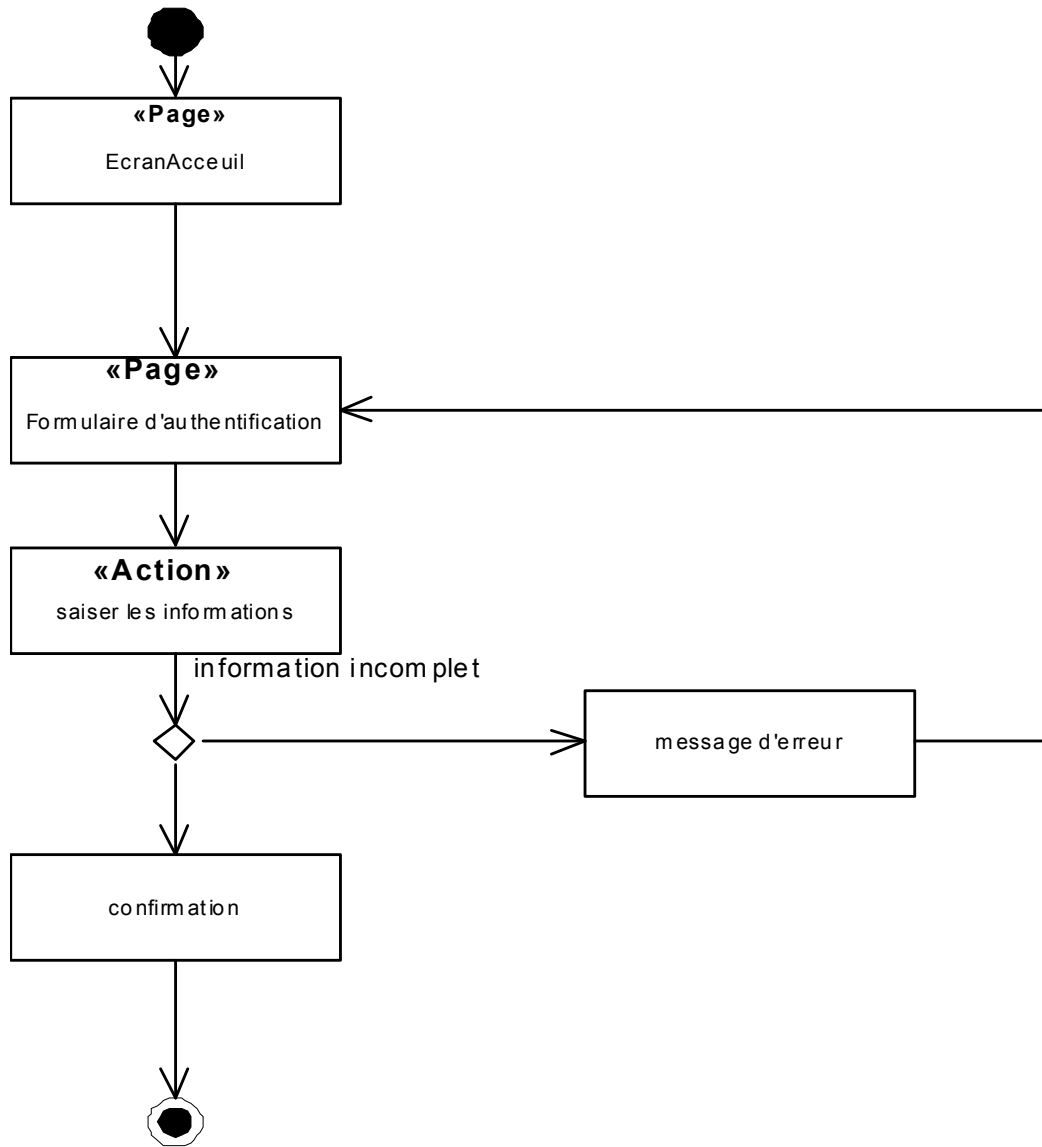 «Page»
EcranAcceuil
«Page»
Formulaire d'authentification
«Action»
saiser les informations
information incomplet
message d'erreur
confirmation